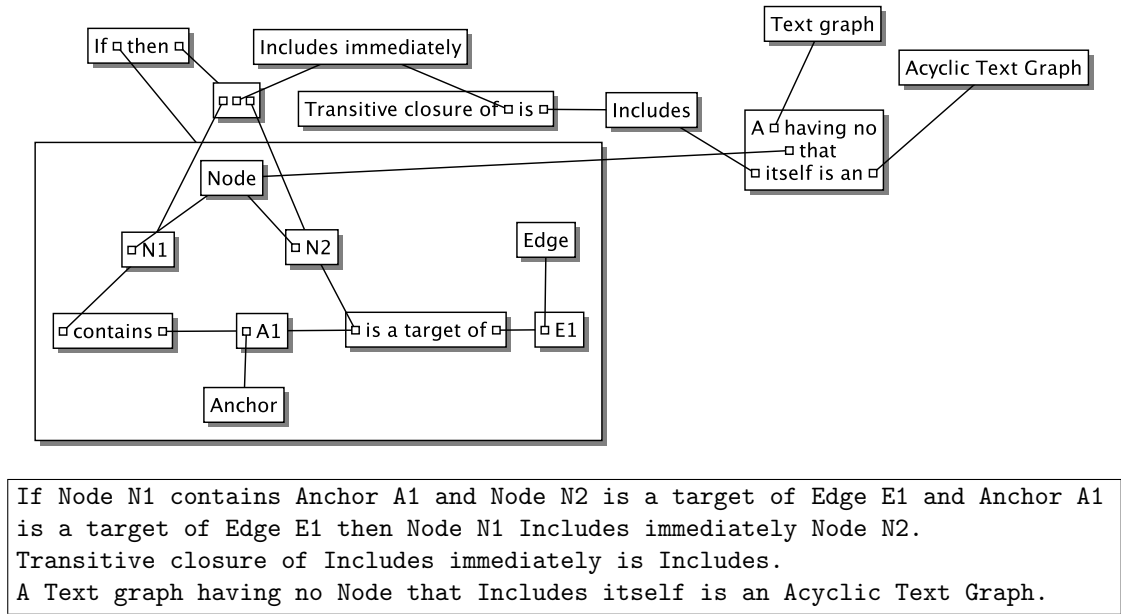 If then
Includes immediately
Text graph
Acyclic Text Graph
Transitive closure of is
Includes
A having no
that
itself is an
Node
N1
N2
Edge
contains
A1
is a target of
E1
Anchor
If Node N1 contains Anchor A1 and Node N2 is a target of Edge E1 and Anchor A1
is a target of Edge E1 then Node N1 Includes immediately Node N2.
Transitive closure of Includes immediately is Includes.
A Text graph having no Node that Includes itself is an Acyclic Text Graph.